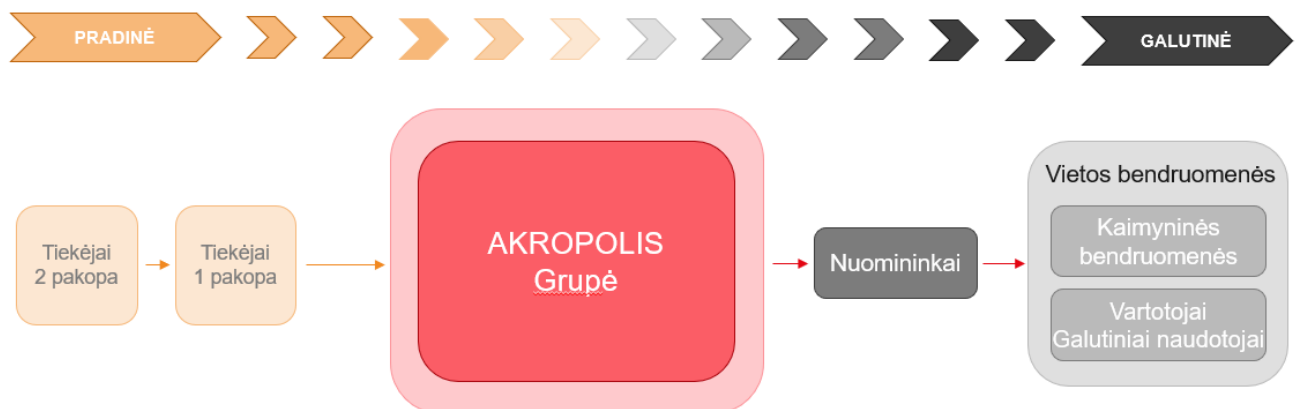 PRADINĖ
GALUTINĖ
Tiekėjai
2 pakopa
Tiekėjai
1 pakopa
AKROPOLIS
Grupė
Nuomininkai
Vietos bendruomenės
Kaimyninės
bendruomenės
Vartotojai
Galutiniai naudotojai